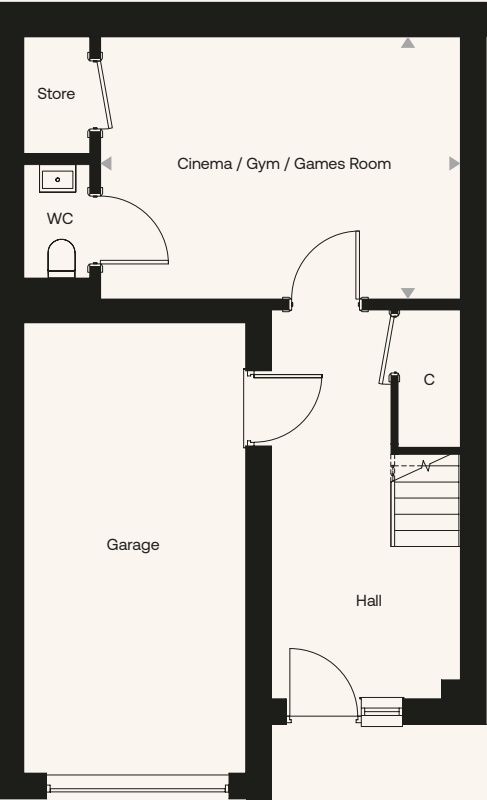 Store
Cinema / Gym / Games Room
WC
C
Garage
Hall